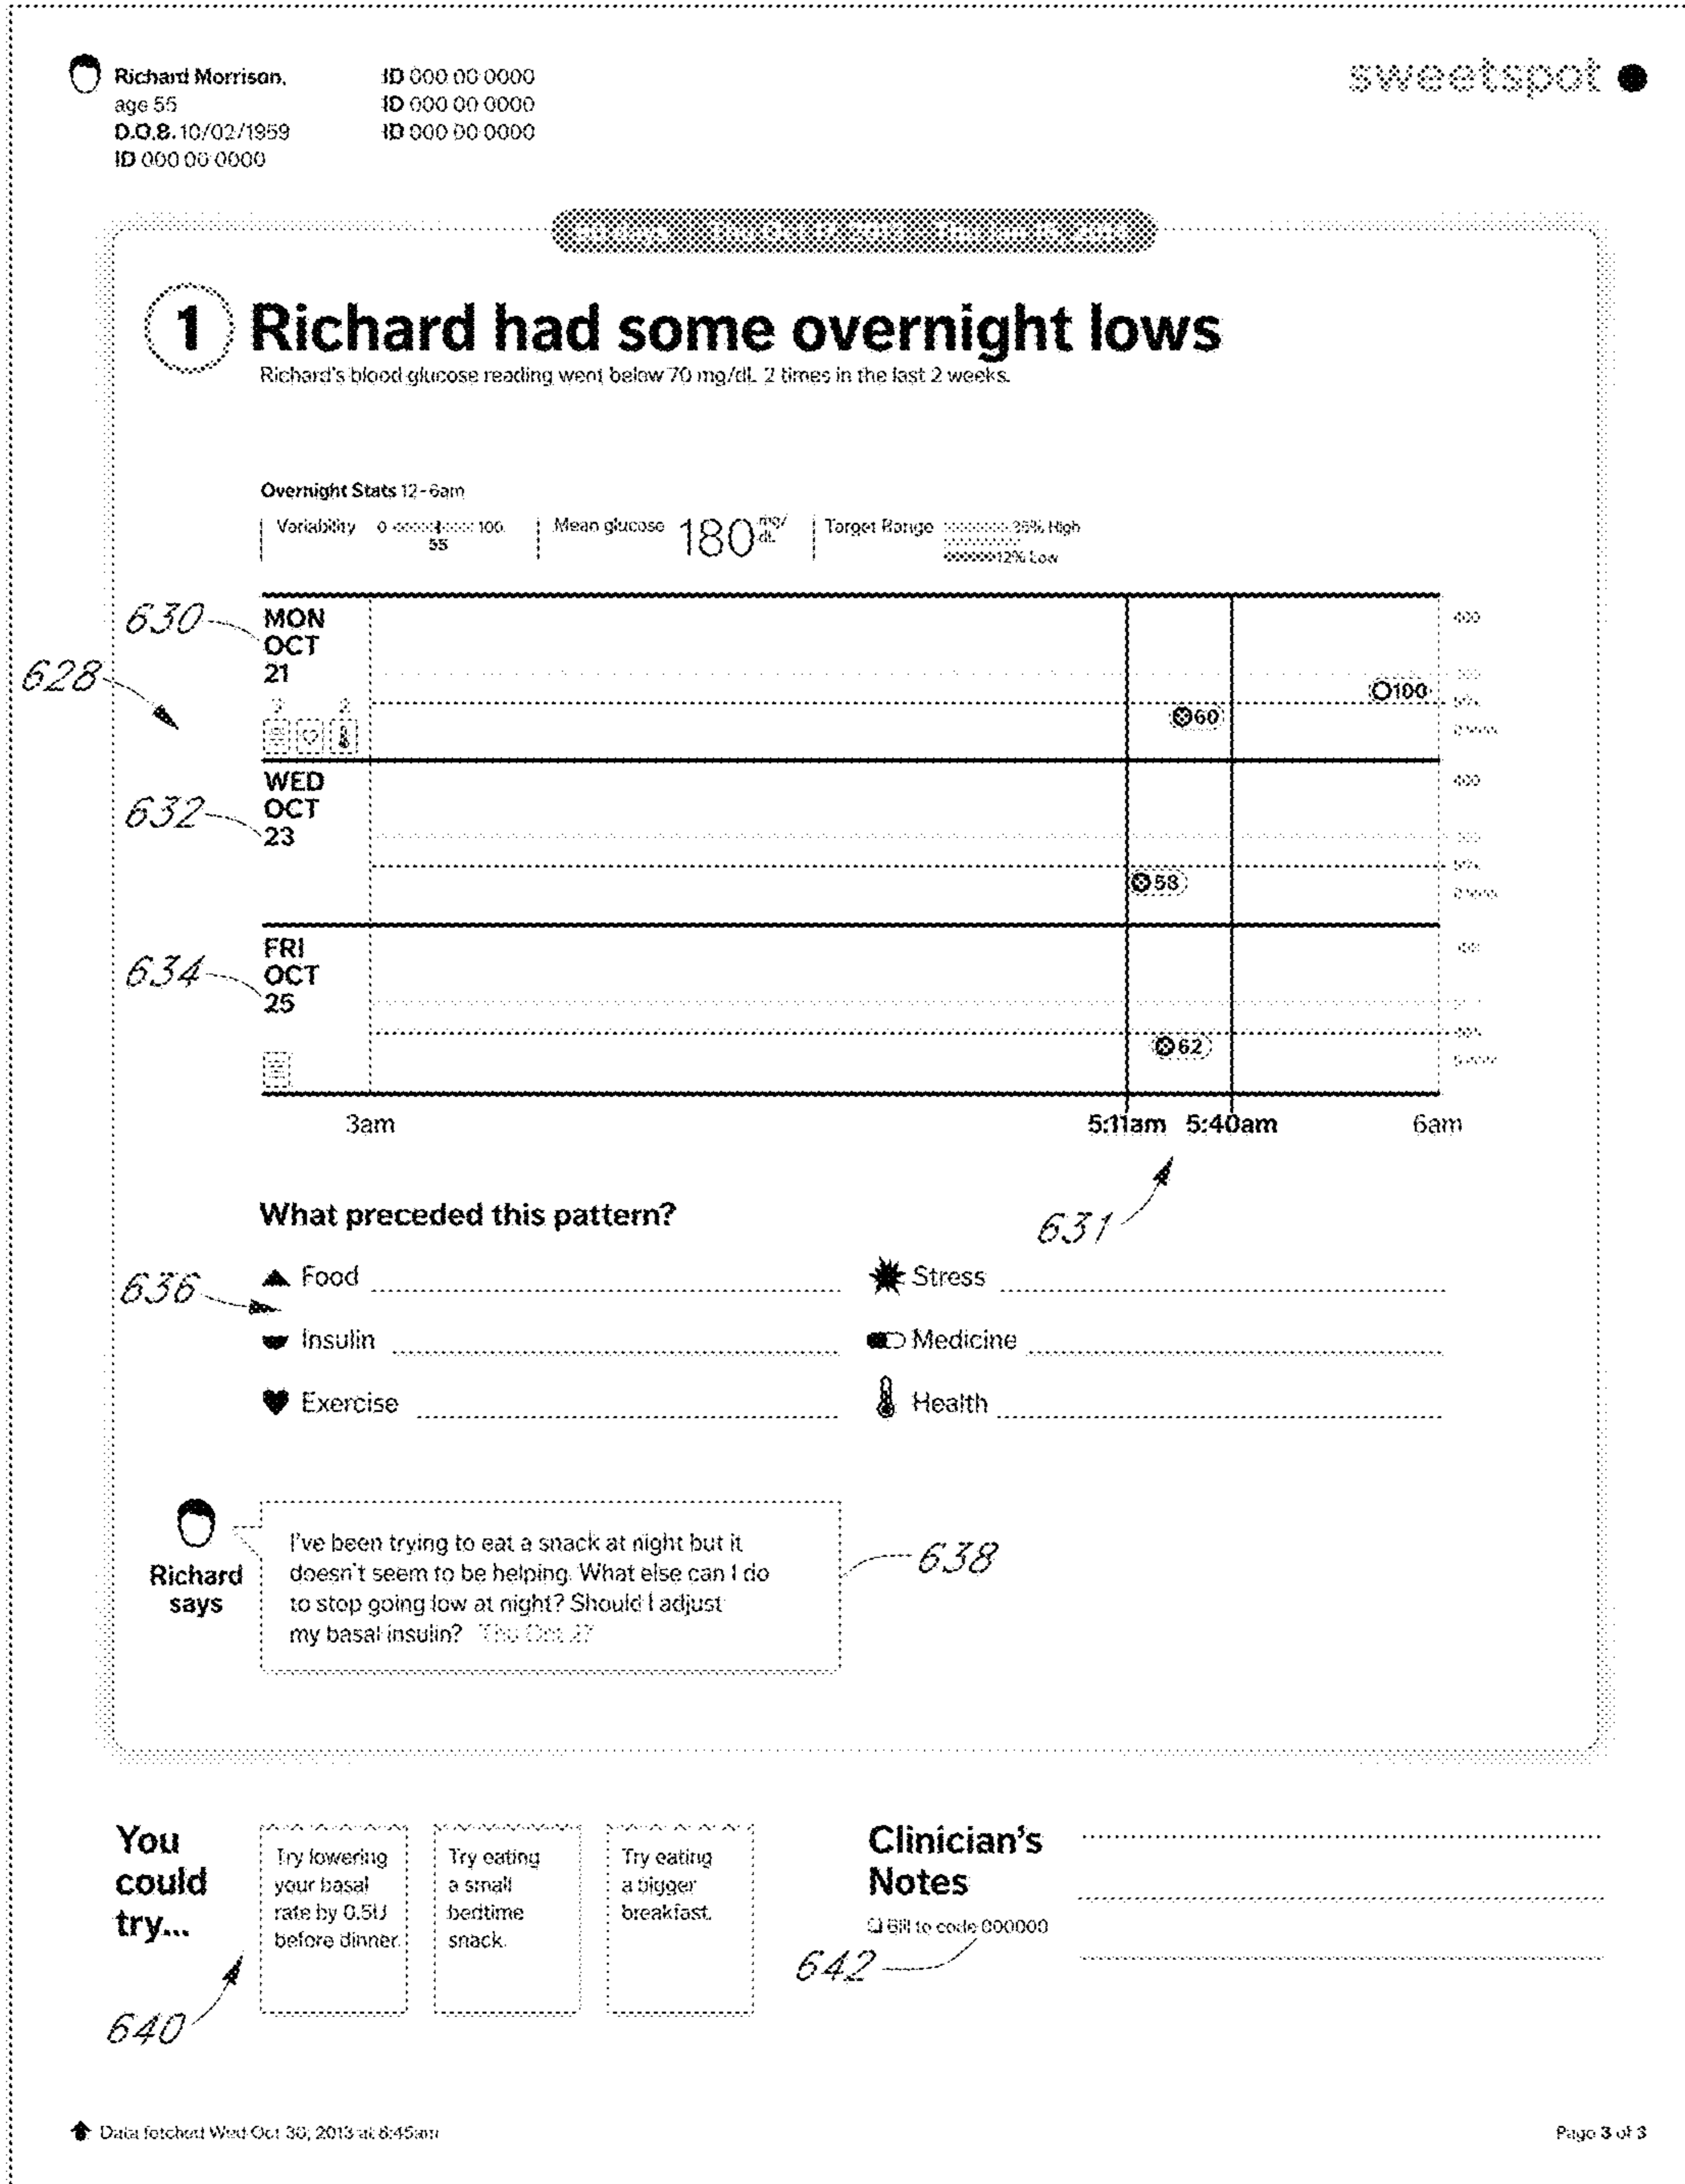 Richard Morrison,
age 55
D.O.B. 10/02/1959
ID 000 00 0000
ID 000 00 0000
ID 000 00 0000
ID 000 00 0000
sweetspot
1 Richard had some overnight lows
Richard's blood glucose reading went below 70 mg/dL 2 times in the last 2 weeks.
Overnight Stats 12-6am
Variability 0 100
55
Mean glucose 180 mg/dL
Target Range 35% High
12% Low
630
628
MON
OCT
21
2
400
100
60
632
WED
OCT
23
400
58
634
FRI
OCT
25
62
3am 5:11am 5:40am 6am
631
What preceded this pattern?
636
Food
Stress
Insulin
Medicine
Exercise
Health
Richard
says
I've been trying to eat a snack at night but it
doesn't seem to be helping. What else can I do
to stop going low at night? Should I adjust
my basal insulin?
638
You
could
try...
Try lowering
your basal
rate by 0.5U
before dinner.
Try eating
a small
bedtime
snack.
Try eating
a bigger
breakfast.
640
Clinician's
Notes
Bill to code 000000
642
Data fetched Wed Oct 30, 2013 at 8:45am
Page 3 of 3